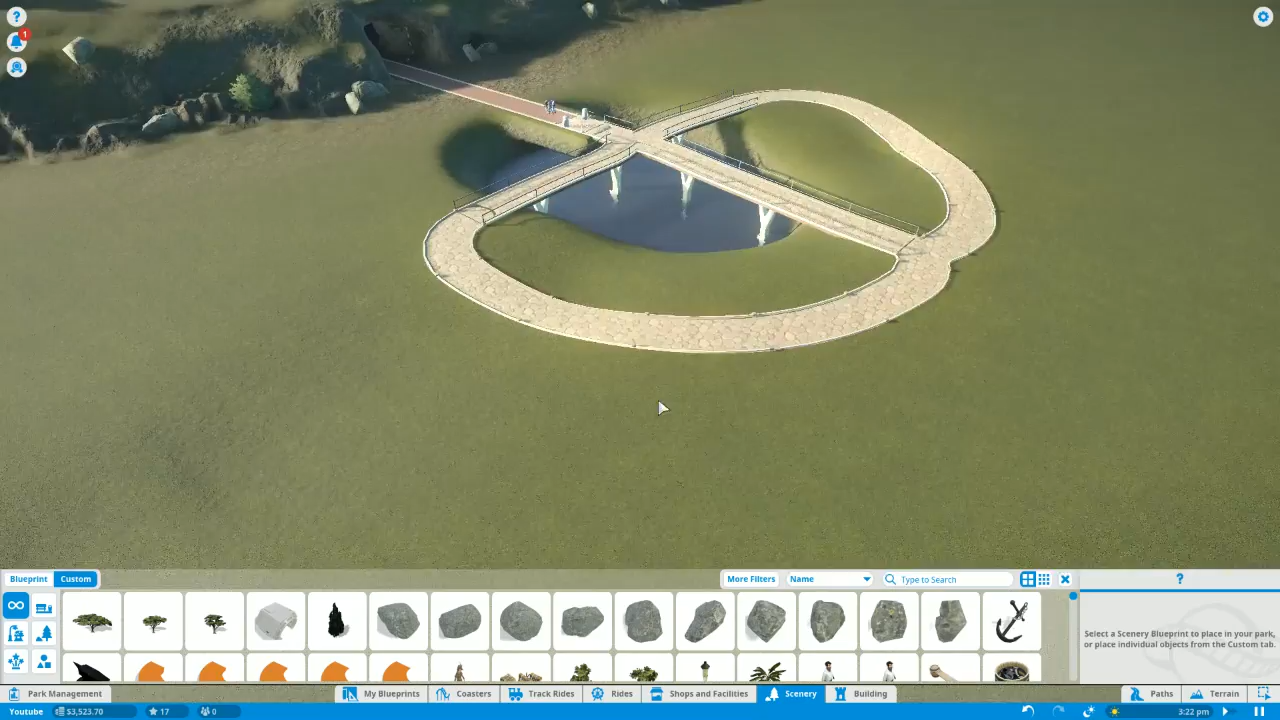 ?
1
Blueprint
Custom
More Filters
Name
Type to Search
?
Select a Scenery Blueprint to place in your park,
or place individual objects from the Custom tab.
Park Management
My Blueprints
Coasters
Track Rides
Rides
Shops and Facilities
Scenery
Building
Paths
Terrain
Youtube
$3,523.70
17
0
3:22 pm